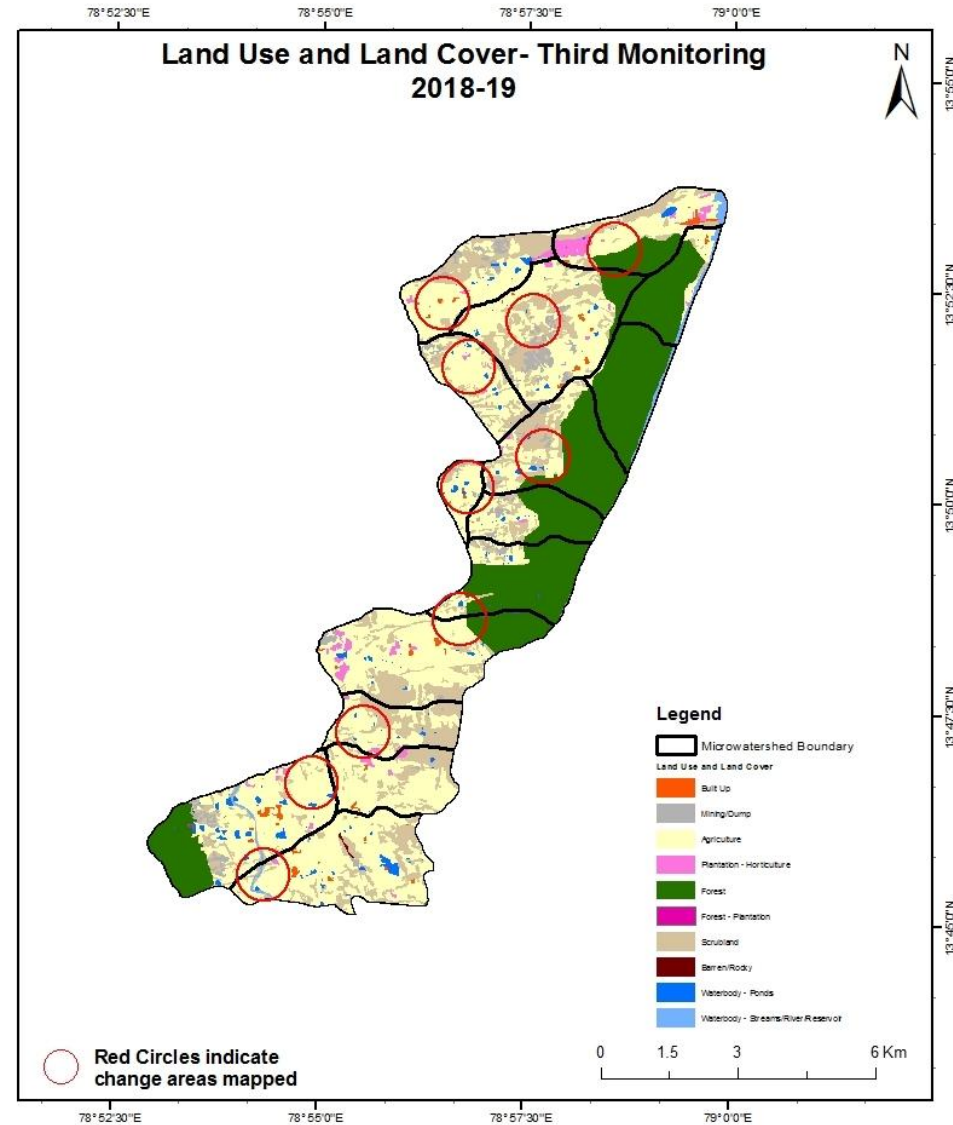 78°52'30"E 78°55'0"E 78°57'30"E 79°0'0"E
Land Use and Land Cover- Third Monitoring
2018-19
N
13°55'0"N
13°52'30"N
13°50'0"N
13°47'30"N
13°45'0"N
Legend
Microwatershed Boundary
Land Use and Land Cover
Built Up
Mining/Dump
Agriculture
Plantation - Horticulture
Forest
Forest - Plantation
Scrubland
Barren/Rocky
Waterbody - Ponds
Waterbody - Streams/River/Reservoir
Red Circles indicate
change areas mapped
0 1.5 3 6 Km
78°52'30"E 78°55'0"E 78°57'30"E 79°0'0"E